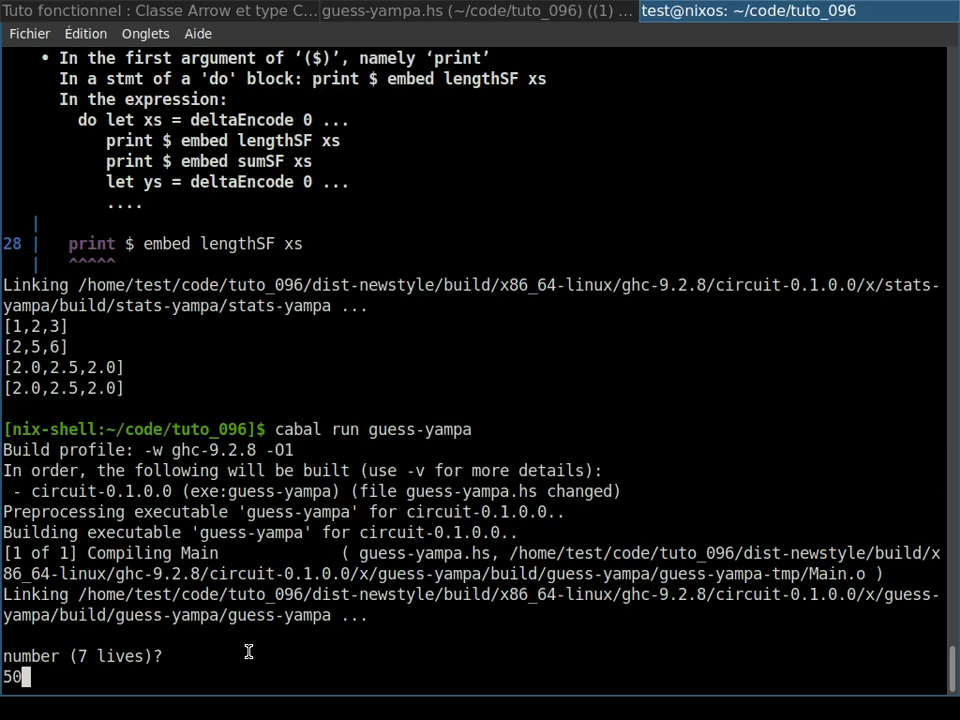 Tuto fonctionnel : Classe Arrow et type C... guess-yampa.hs (~/code/tuto_096) ((1) ... test@nixos: ~/code/tuto_096
Fichier Édition Onglets Aide
• In the first argument of ‘($)’, namely ‘print’
In a stmt of a 'do' block: print $ embed lengthSF xs
In the expression:
do let xs = deltaEncode 0 ...
print $ embed lengthSF xs
print $ embed sumSF xs
let ys = deltaEncode 0 ...
....
|
28 | print $ embed lengthSF xs
| ^^^^^
Linking /home/test/code/tuto_096/dist-newstyle/build/x86_64-linux/ghc-9.2.8/circuit-0.1.0.0/x/stats-
yampa/build/stats-yampa/stats-yampa ...
[1,2,3]
[2,5,6]
[2.0,2.5,2.0]
[2.0,2.5,2.0]
[nix-shell:~/code/tuto_096]$ cabal run guess-yampa
Build profile: -w ghc-9.2.8 -O1
In order, the following will be built (use -v for more details):
- circuit-0.1.0.0 (exe:guess-yampa) (file guess-yampa.hs changed)
Preprocessing executable 'guess-yampa' for circuit-0.1.0.0..
Building executable 'guess-yampa' for circuit-0.1.0.0..
[1 of 1] Compiling Main ( guess-yampa.hs, /home/test/code/tuto_096/dist-newstyle/build/x
86_64-linux/ghc-9.2.8/circuit-0.1.0.0/x/guess-yampa/build/guess-yampa/guess-yampa-tmp/Main.o )
Linking /home/test/code/tuto_096/dist-newstyle/build/x86_64-linux/ghc-9.2.8/circuit-0.1.0.0/x/guess-
yampa/build/guess-yampa/guess-yampa ...
number (7 lives)?
50